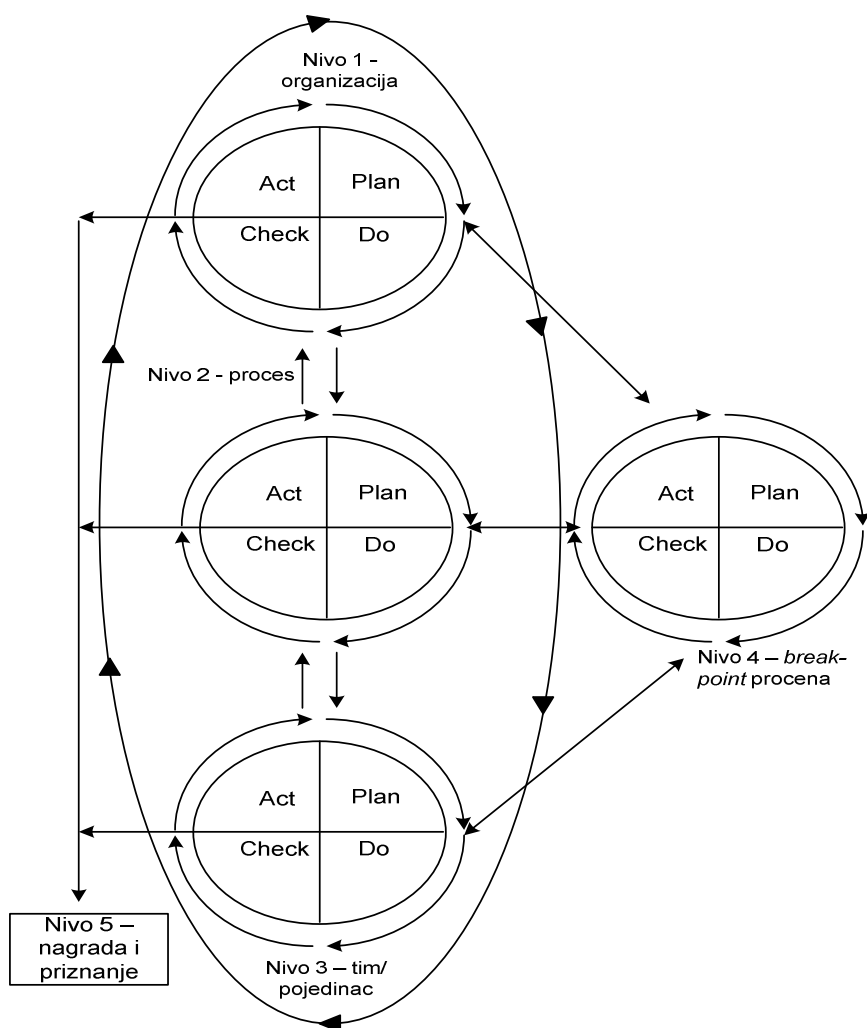 Nivo 1 -
organizacija
Act Plan
Check Do
Nivo 2 - proces
Act Plan
Check Do
Act Plan
Check Do
Nivo 4 – break-
point procena
Act Plan
Check Do
Nivo 5 –
nagrada i
priznanje
Nivo 3 – tim/
pojedinac